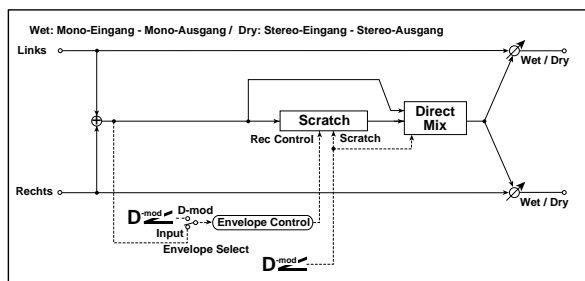 Wet: Mono-Eingang - Mono-Ausgang / Dry: Stereo-Eingang - Stereo-Ausgang
Links
Wet / Dry
Scratch
Direct
Mix
Rec Control
Scratch
Rechts
Wet / Dry
D-mod
D-mod
Envelope Control
Input
Envelope Select
D-mod